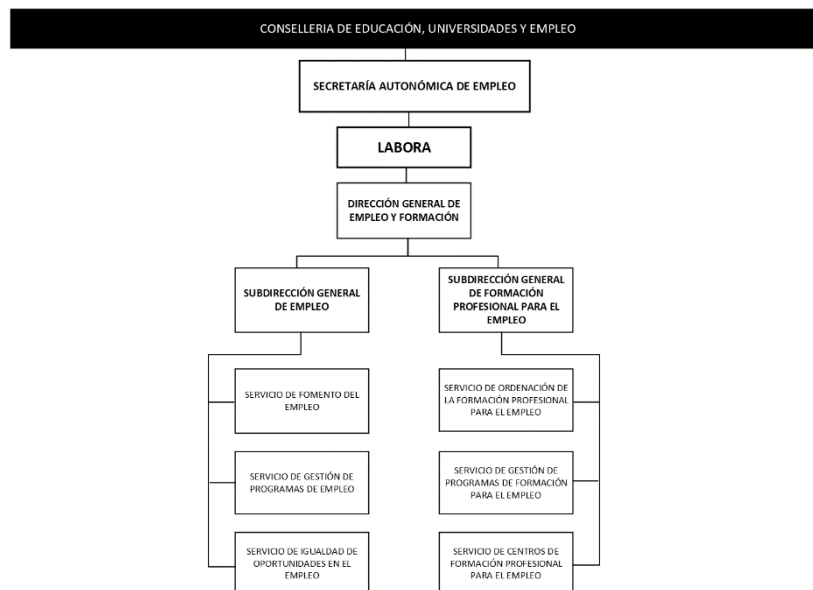 CONSELLERIA DE EDUCACIÓN, UNIVERSIDADES Y EMPLEO
SECRETARÍA AUTONÓMICA DE EMPLEO
LABORA
DIRECCIÓN GENERAL DE
EMPLEO Y FORMACIÓN
SUBDIRECCIÓN GENERAL
DE EMPLEO
SUBDIRECCIÓN GENERAL
DE FORMACIÓN
PROFESIONAL PARA EL
EMPLEO
SERVICIO DE FOMENTO DEL
EMPLEO
SERVICIO DE ORDENACIÓN DE
LA FORMACIÓN PROFESIONAL
PARA EL EMPLEO
SERVICIO DE GESTIÓN DE
PROGRAMAS DE EMPLEO
SERVICIO DE GESTIÓN DE
PROGRAMAS DE FORMACIÓN
PARA EL EMPLEO
SERVICIO DE IGUALDAD DE
OPORTUNIDADES EN EL
EMPLEO
SERVICIO DE CENTROS DE
FORMACIÓN PROFESIONAL
PARA EL EMPLEO